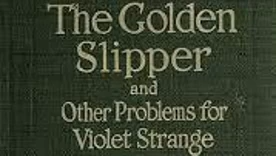 The Golden
Slipper
and
Other Problems for
Violet Strange